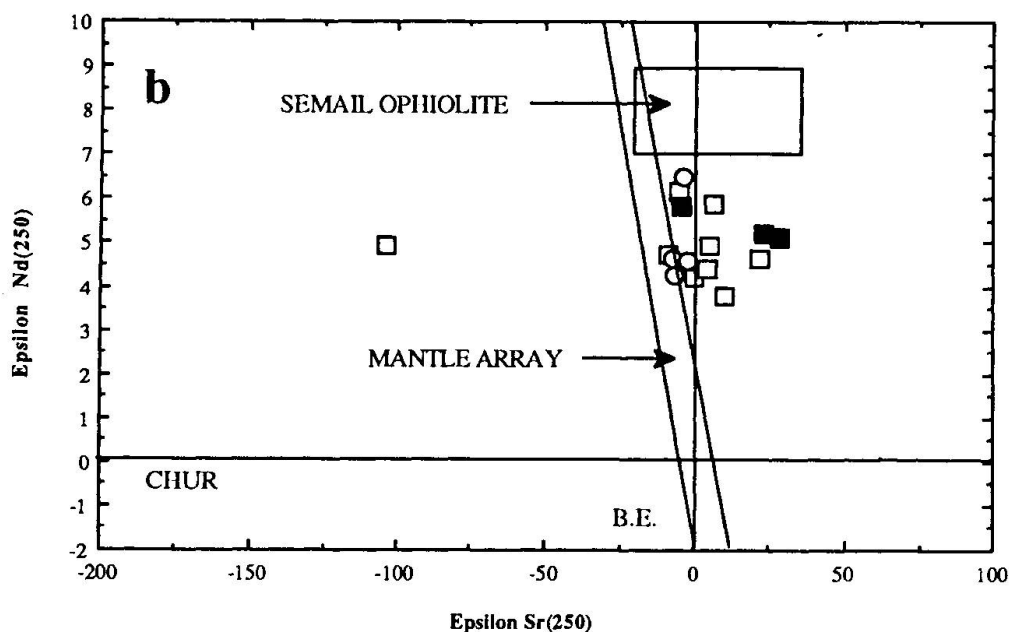 b
SEMAIL OPHIOLITE
MANTLE ARRAY
CHUR
B.E.
Epsilon Nd(250)
10
9
8
7
6
5
4
3
2
1
0
-1
-2
-200
-150
-100
-50
0
50
100
Epsilon Sr(250)